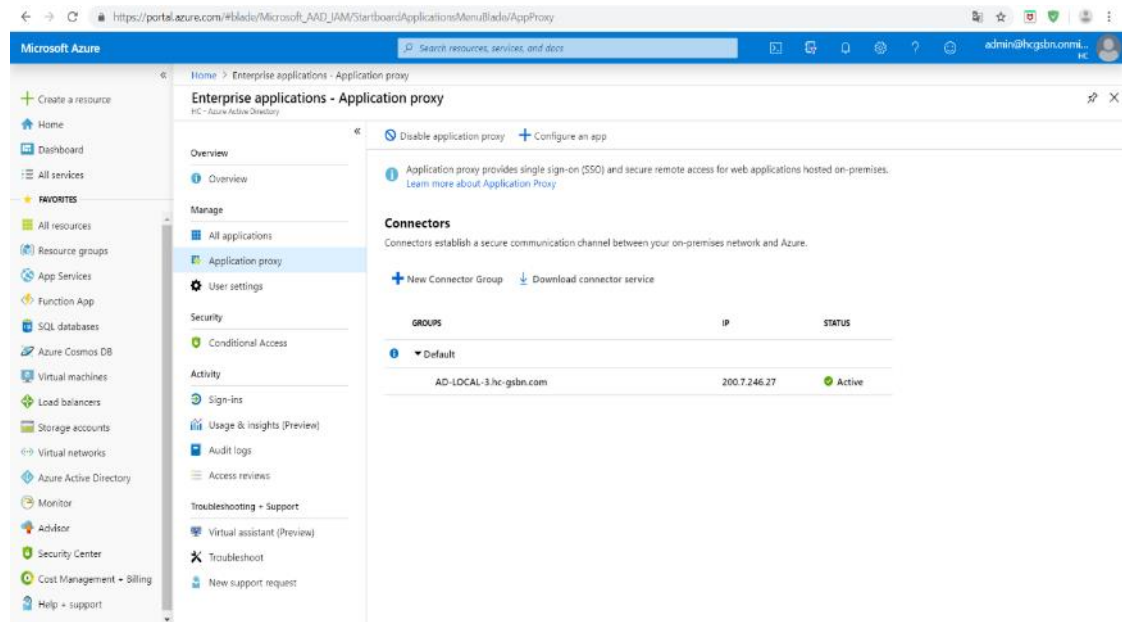 https://portal.azure.com/#blade/Microsoft_AAD_IAM/StartboardApplicationsMenuBlade/AppProxy
Microsoft Azure
Search resources, services, and docs
admin@hcgsbn.onmi...
HC
Home > Enterprise applications - Application proxy
Enterprise applications - Application proxy
HC - Azure Active Directory
Create a resource
Home
Dashboard
All services
FAVORITES
All resources
Resource groups
App Services
Function App
SQL databases
Azure Cosmos DB
Virtual machines
Load balancers
Storage accounts
Virtual networks
Azure Active Directory
Monitor
Advisor
Security Center
Cost Management + Billing
Help + support
Overview
Overview
Manage
All applications
Application proxy
User settings
Security
Conditional Access
Activity
Sign-ins
Usage & insights (Preview)
Audit logs
Access reviews
Troubleshooting + Support
Virtual assistant (Preview)
Troubleshoot
New support request
Disable application proxy Configure an app
Application proxy provides single sign-on (SSO) and secure remote access for web applications hosted on-premises.
Learn more about Application Proxy
Connectors
Connectors establish a secure communication channel between your on-premises network and Azure.
New Connector Group Download connector service
GROUPS IP STATUS
Default
AD-LOCAL-3.hc-gsbn.com 200.7.246.27 Active